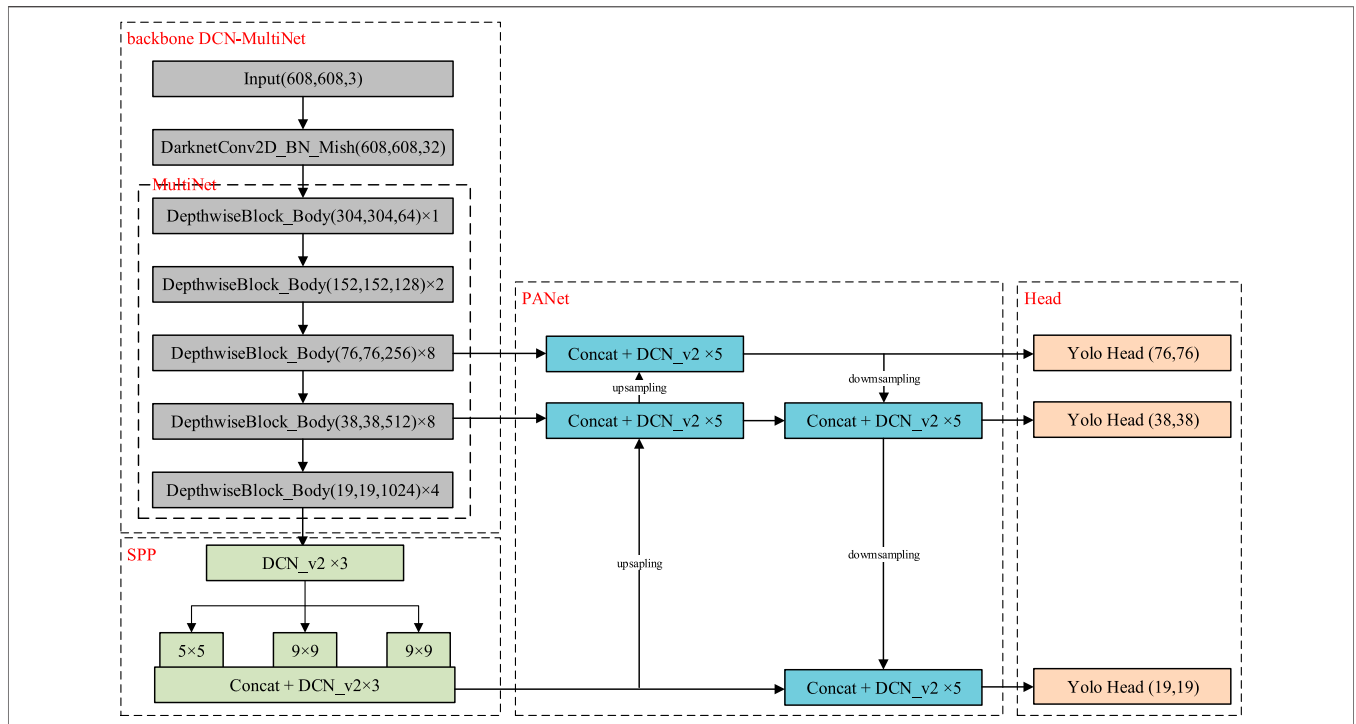 backbone DCN-MultiNet
Input(608,608,3)
DarknetConv2D_BN_Mish(608,608,32)
MultiNet
DepthwiseBlock_Body(304,304,64)×1
DepthwiseBlock_Body(152,152,128)×2
DepthwiseBlock_Body(76,76,256)×8
DepthwiseBlock_Body(38,38,512)×8
DepthwiseBlock_Body(19,19,1024)×4
SPP
DCN_v2 ×3
5×5
9×9
9×9
Concat + DCN_v2×3
PANet
Concat + DCN_v2 ×5
upsampling
dowmsampling
Concat + DCN_v2 ×5
Concat + DCN_v2 ×5
upsapling
dowmsampling
Concat + DCN_v2 ×5
Head
Yolo Head (76,76)
Yolo Head (38,38)
Yolo Head (19,19)